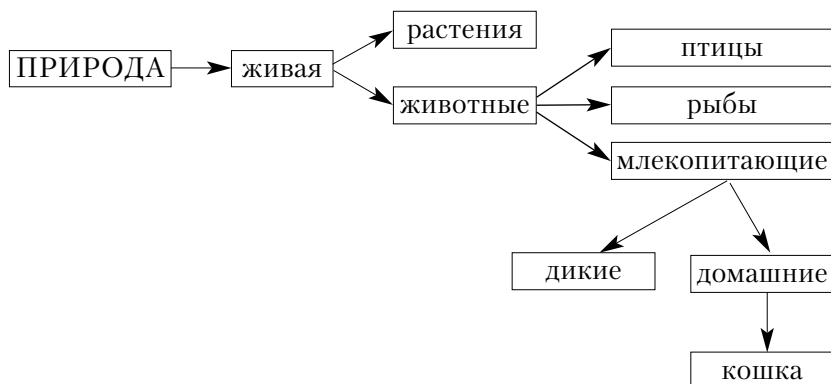 растения
ПРИРОДА
живая
птицы
животные
рыбы
млекопитающие
дикие
домашние
кошка